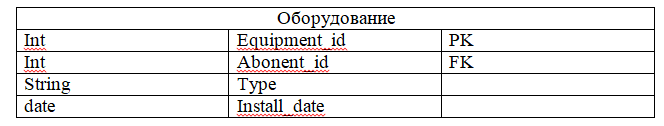 Оборудование
Int Equipment_id PK
Int Abonent_id FK
String Type
date Install_date